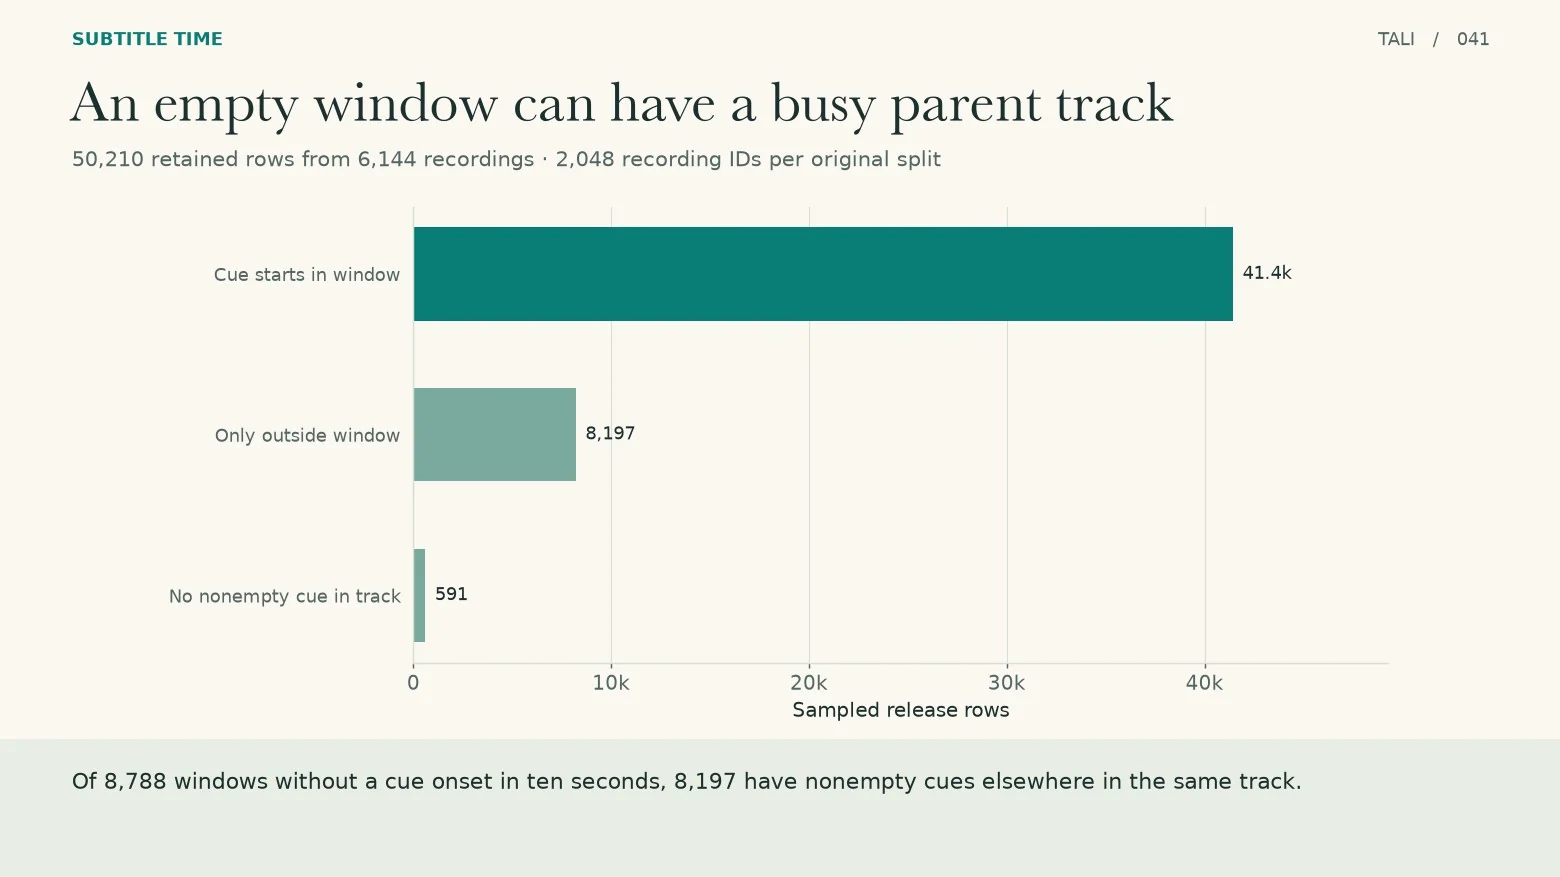 SUBTITLE TIME
TALI / 041
An empty window can have a busy parent track
50,210 retained rows from 6,144 recordings · 2,048 recording IDs per original split
Cue starts in window
41.4k
Only outside window
8,197
No nonempty cue in track
591
0 10k 20k 30k 40k
Sampled release rows
Of 8,788 windows without a cue onset in ten seconds, 8,197 have nonempty cues elsewhere in the same track.